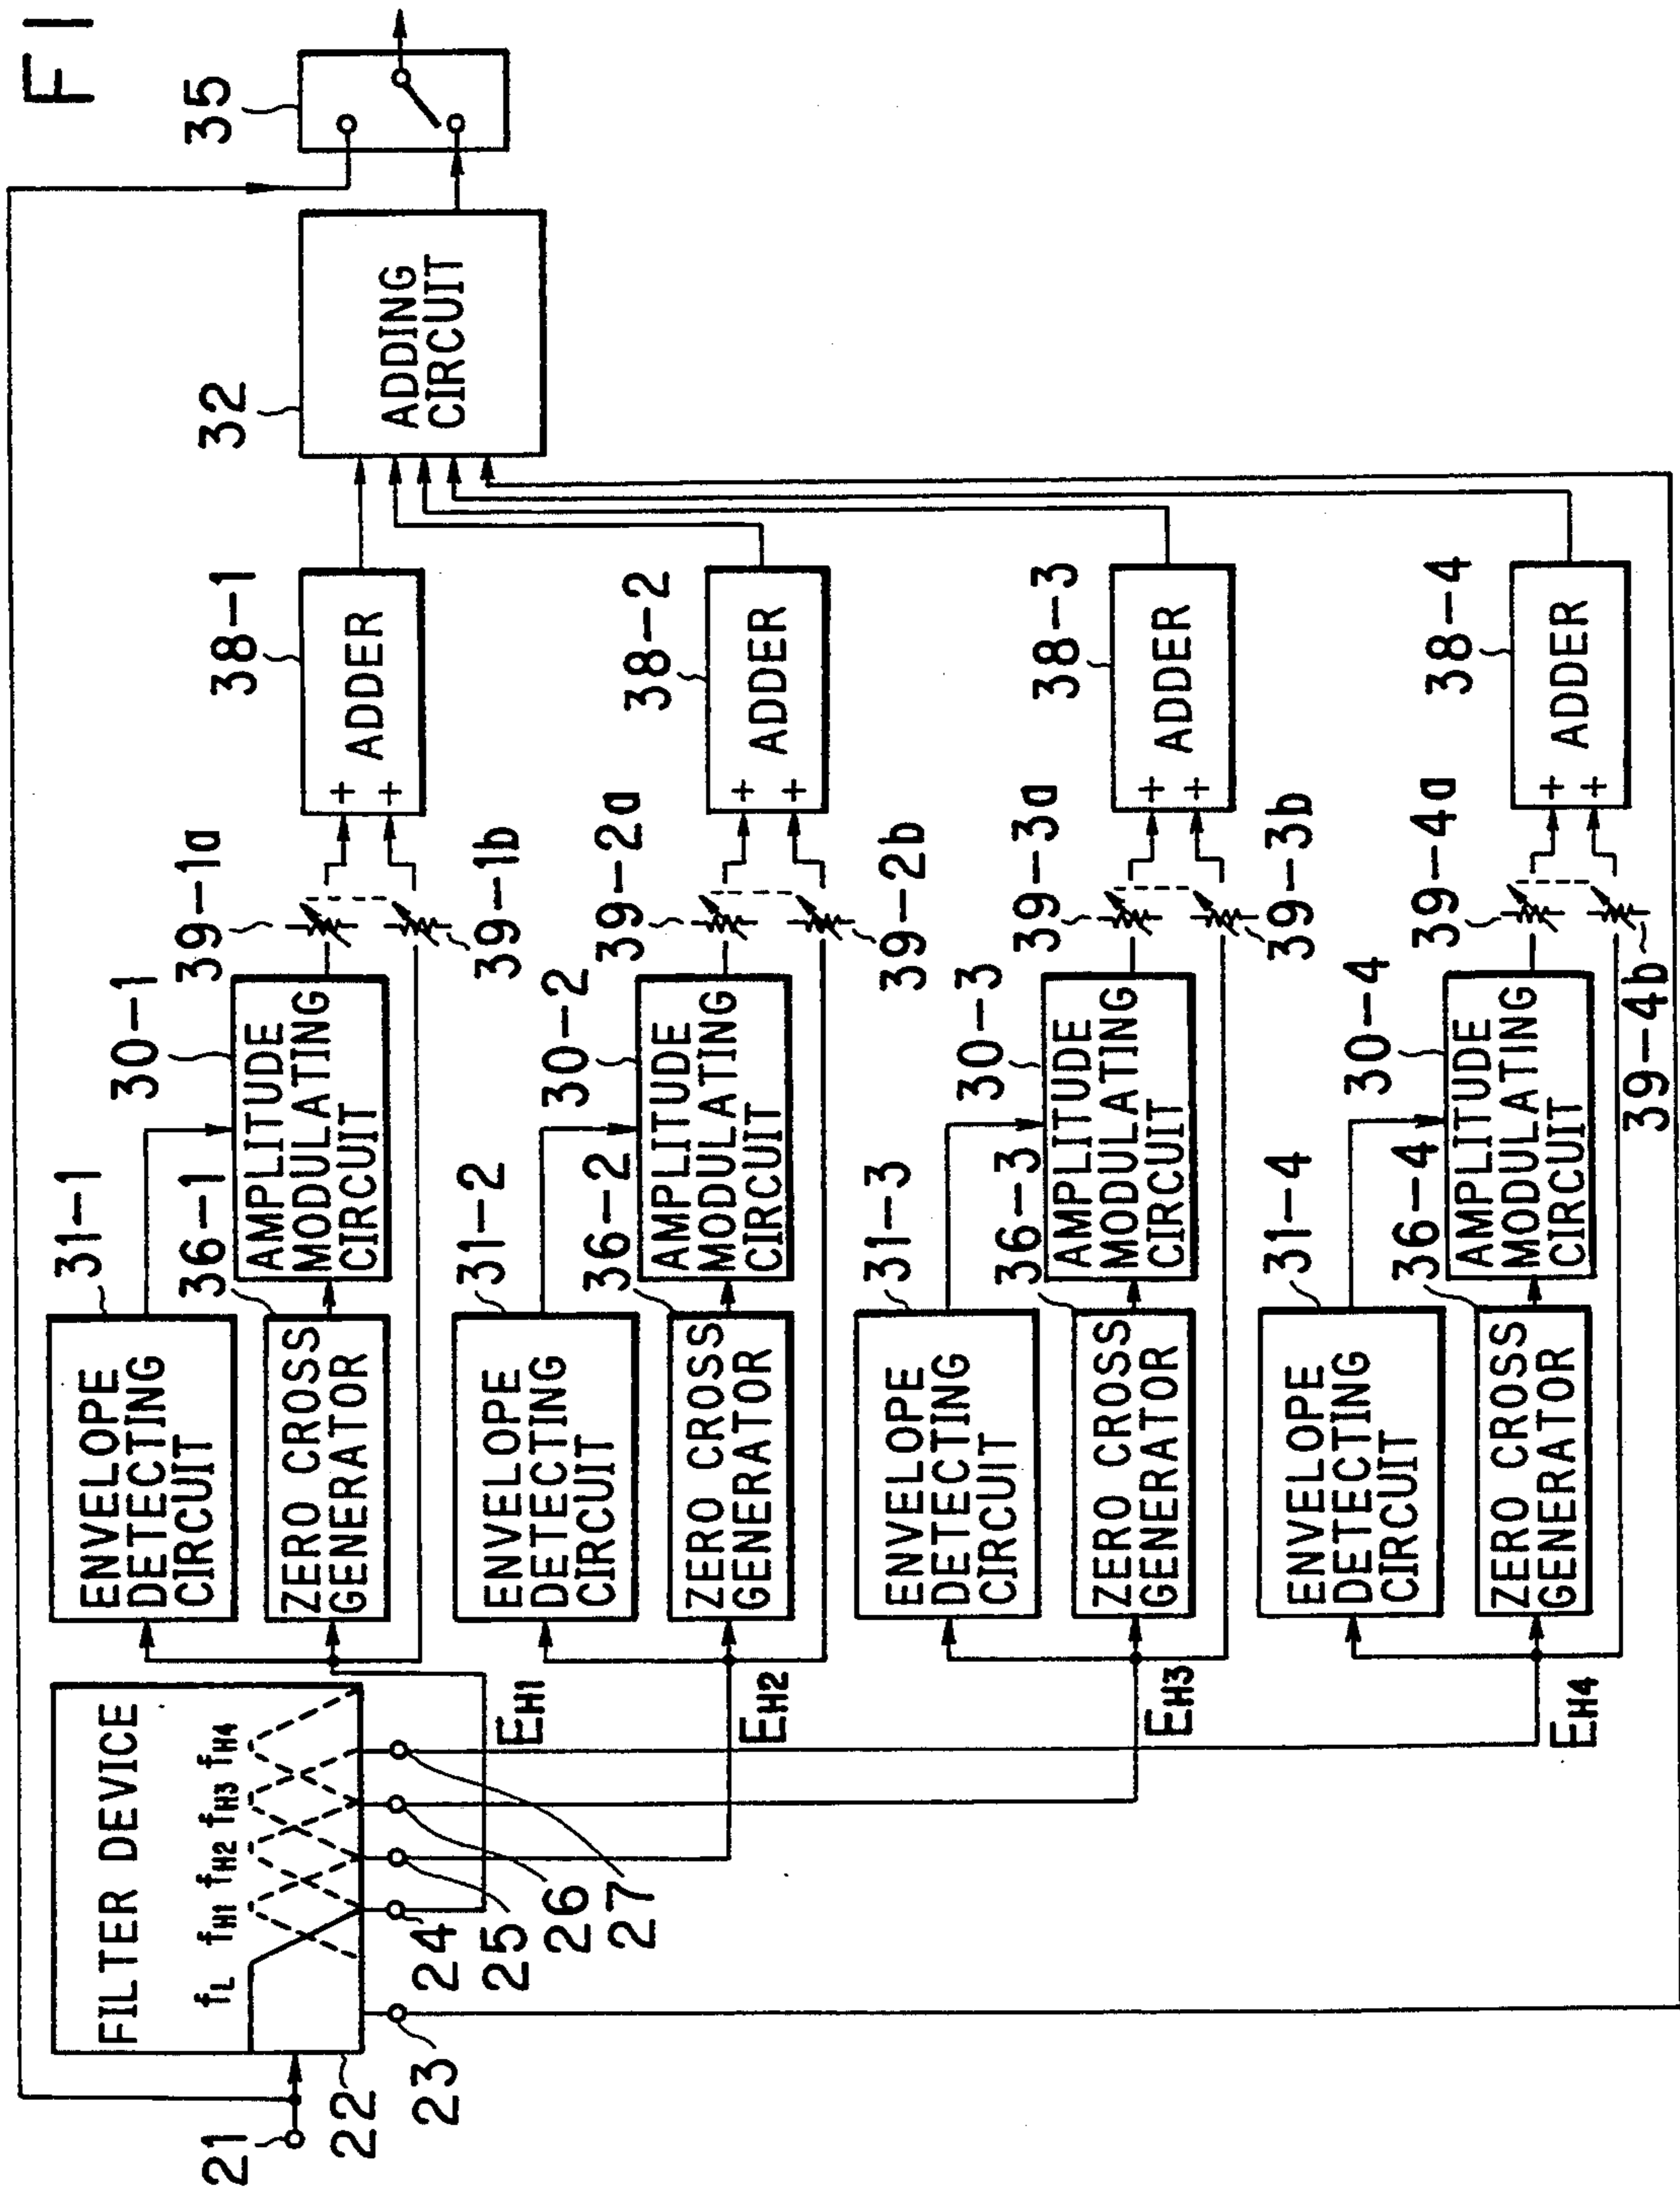 F I
21
22
FILTER DEVICE
fL fH1 fH2 fH3 fH4
23
24
25
26
27
EH1
EH2
EH3
EH4
31-1
ENVELOPE
DETECTING
CIRCUIT
36-1
ZERO CROSS
GENERATOR
30-1
AMPLITUDE
MODULATING
CIRCUIT
39-1a
39-1b
38-1
+
+
ADDER
31-2
ENVELOPE
DETECTING
CIRCUIT
36-2
ZERO CROSS
GENERATOR
30-2
AMPLITUDE
MODULATING
CIRCUIT
39-2a
39-2b
38-2
+
+
ADDER
31-3
ENVELOPE
DETECTING
CIRCUIT
36-3
ZERO CROSS
GENERATOR
30-3
AMPLITUDE
MODULATING
CIRCUIT
39-3a
39-3b
38-3
+
+
ADDER
31-4
ENVELOPE
DETECTING
CIRCUIT
36-4
ZERO CROSS
GENERATOR
30-4
AMPLITUDE
MODULATING
CIRCUIT
39-4a
39-4b
38-4
+
+
ADDER
32
ADDING
CIRCUIT
35